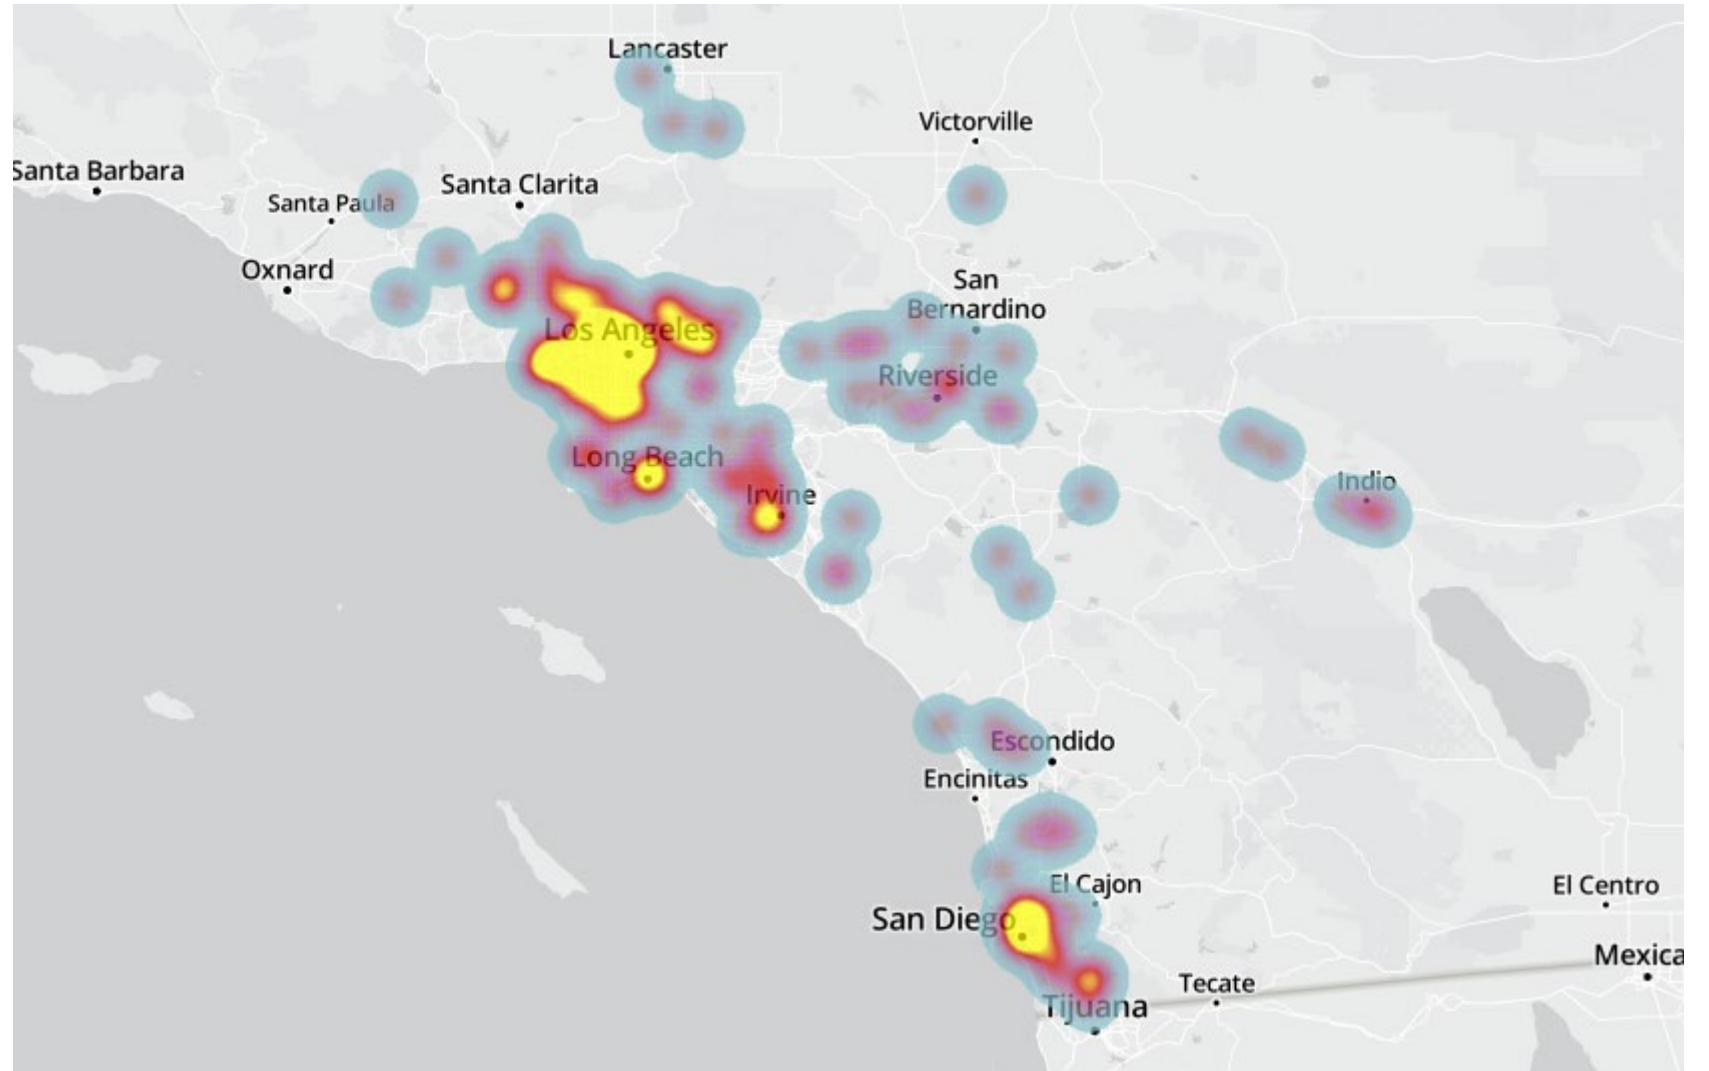 Lancaster
Victorville
Santa Barbara
Santa Clarita
Santa Paula
Oxnard
San
Bernardino
Los Angeles
Riverside
Long Beach
Irvine
Indio
Escondido
Encinitas
El Cajon
El Centro
San Diego
Mexica
Tecate
Tijuana